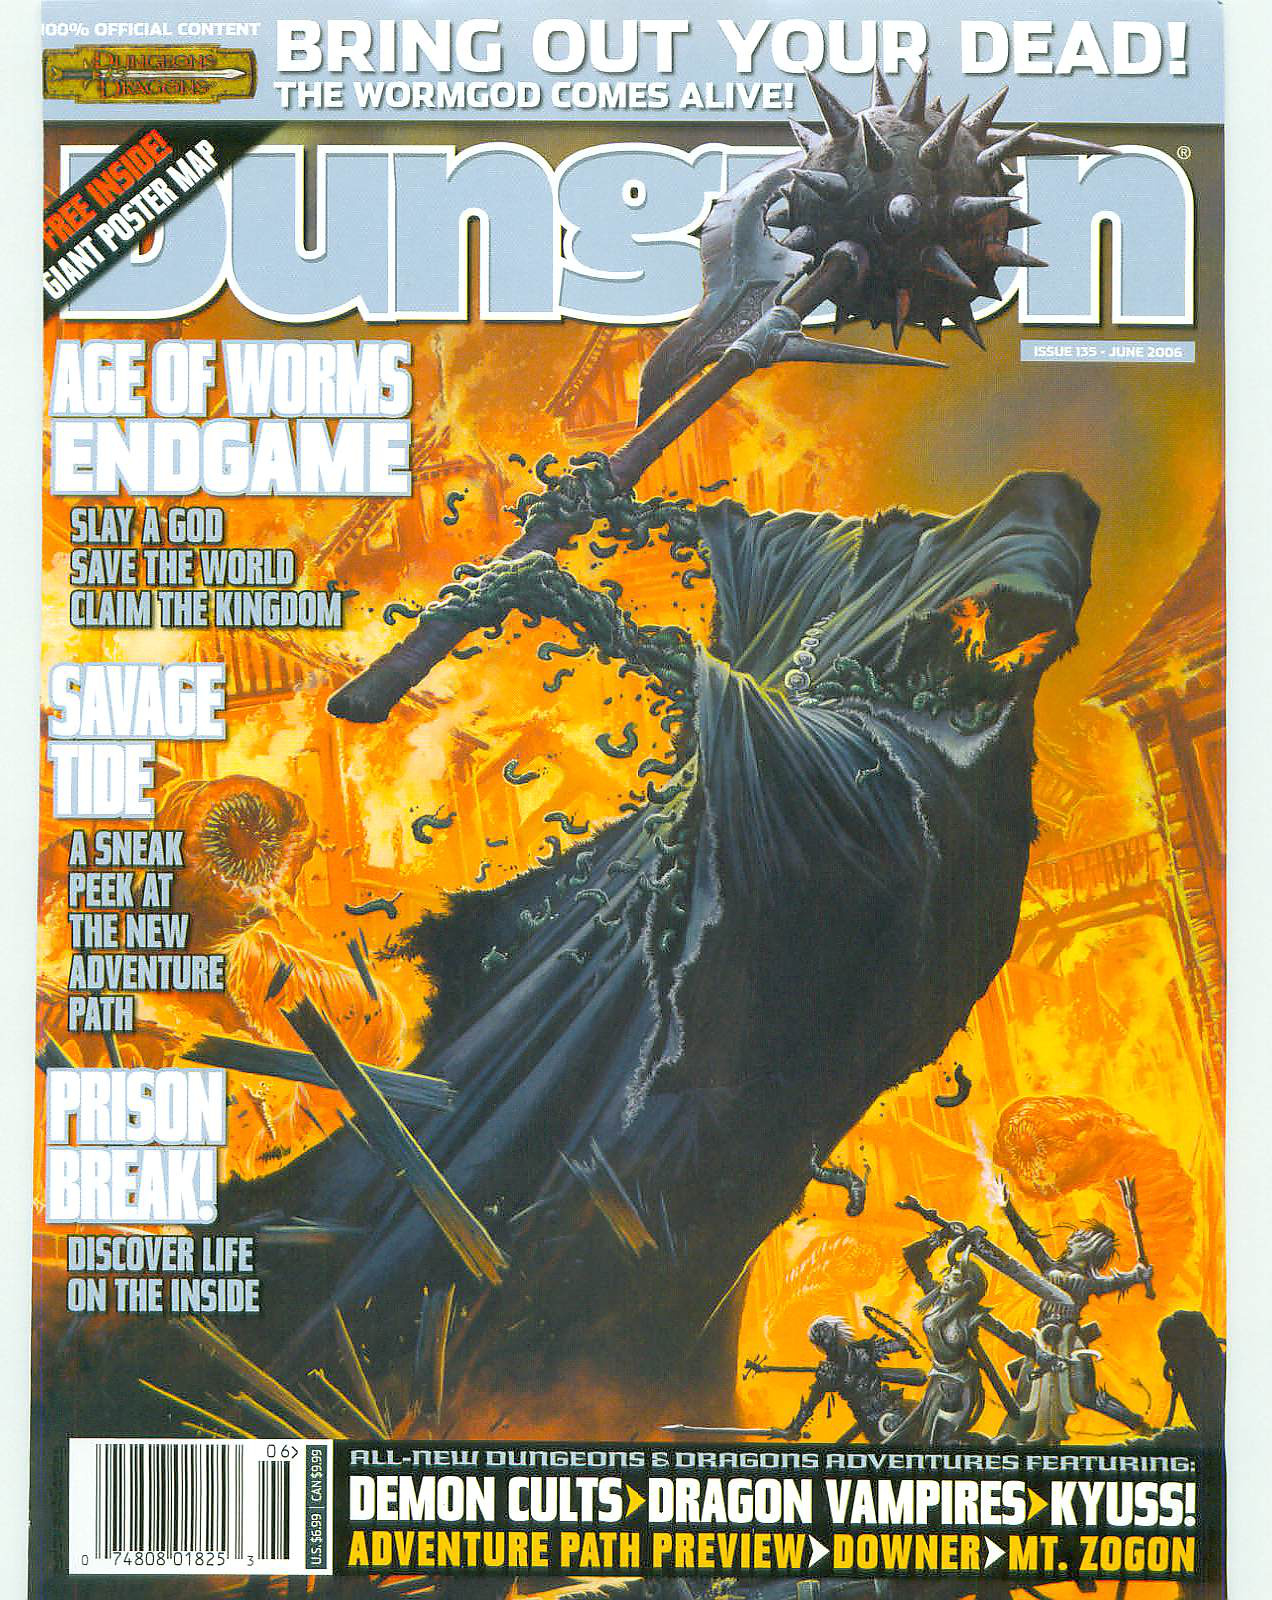 100% OFFICIAL CONTENT
DUNGEONS
DRAGONS
BRING OUT YOUR DEAD!
THE WORMGOD COMES ALIVE!
FREE INSIDE!
GIANT POSTER MAP
Dungeon®
ISSUE 135 - JUNE 2006
AGE OF WORMS
ENDGAME
SLAY A GOD
SAVE THE WORLD
CLAIM THE KINGDOM
SAVAGE
TIDE
A SNEAK
PEEK AT
THE NEW
ADVENTURE
PATH
PRISON
BREAK!
DISCOVER LIFE
ON THE INSIDE
06>
0 74808 01825 3
U.S. $6.99 | CAN $9.99
ALL-NEW DUNGEONS & DRAGONS ADVENTURES FEATURING:
DEMON CULTS>DRAGON VAMPIRES>KYUSS!
ADVENTURE PATH PREVIEW>DOWNER>MT. ZOGON